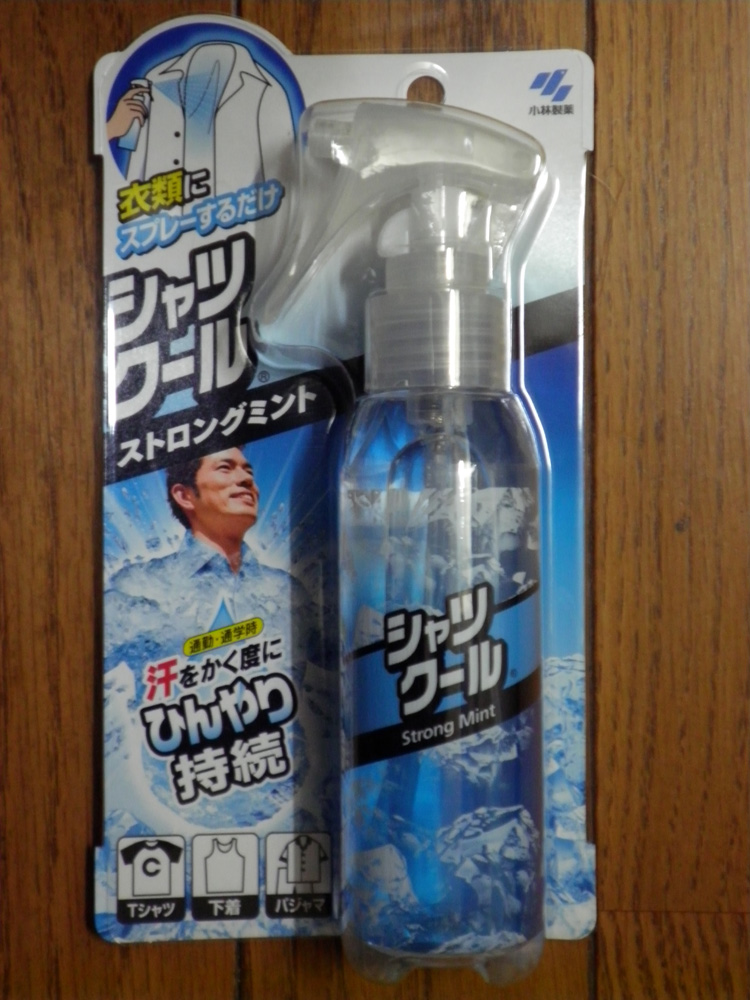 小林製薬
衣類に
スプレーするだけ
シャツ
クール®
ストロングミント
通勤・通学時
汗をかく度に
ひんやり
持続
C
Tシャツ
下着
パジャマ
シャツ
クール®
Strong Mint